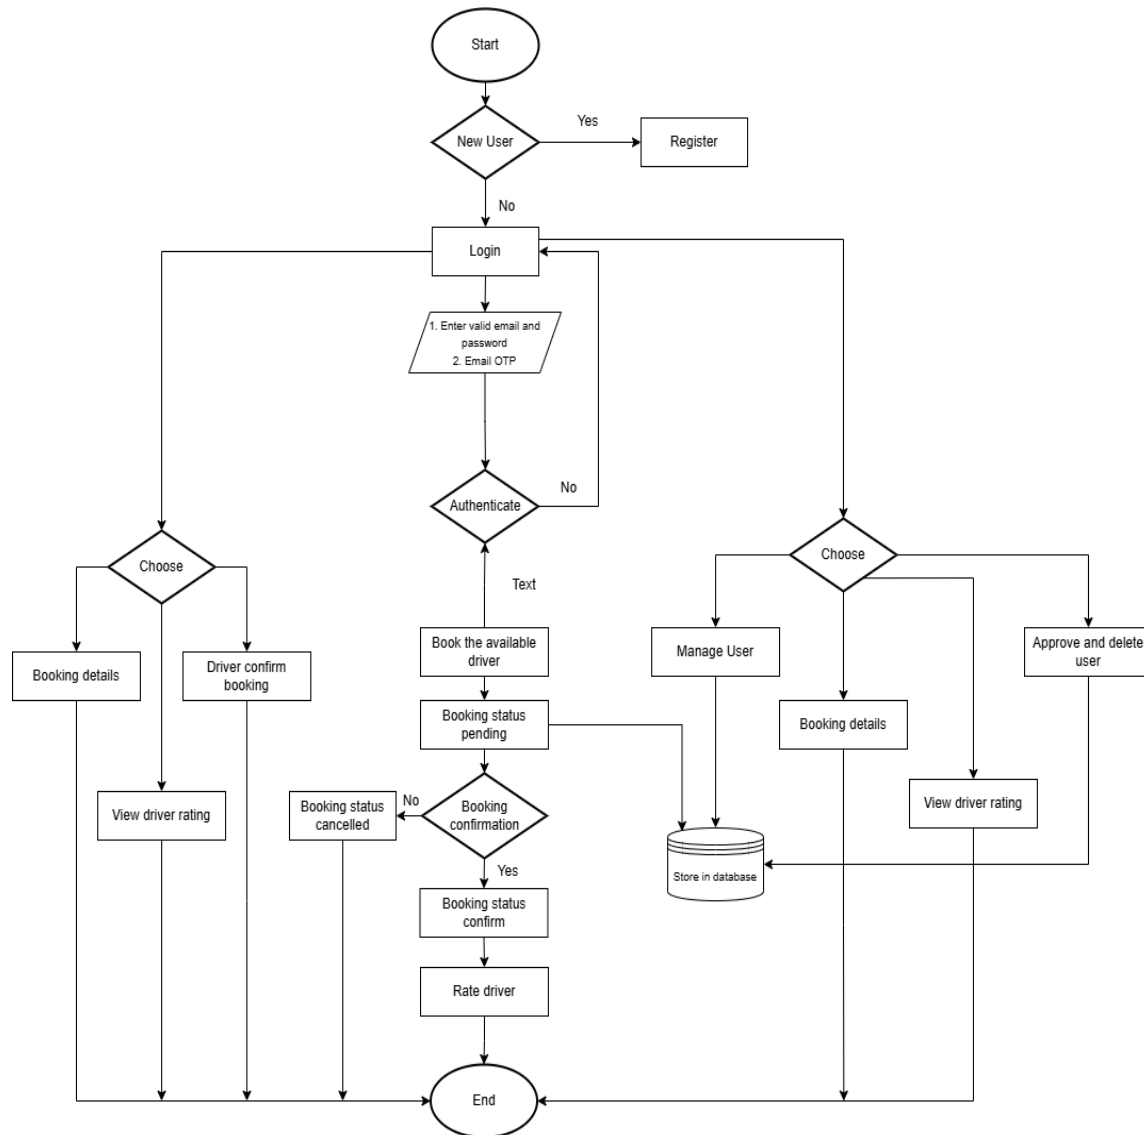 Start
New User
Yes
Register
No
Login
1. Enter valid email and
password
2. Email OTP
Authenticate
No
Choose
Choose
Text
Booking details
Driver confirm
booking
Book the available
driver
Manage User
Approve and delete
user
Booking status
pending
Booking details
View driver rating
Booking status
cancelled
No
Booking
confirmation
View driver rating
Yes
Store in database
Booking status
confirm
Rate driver
End